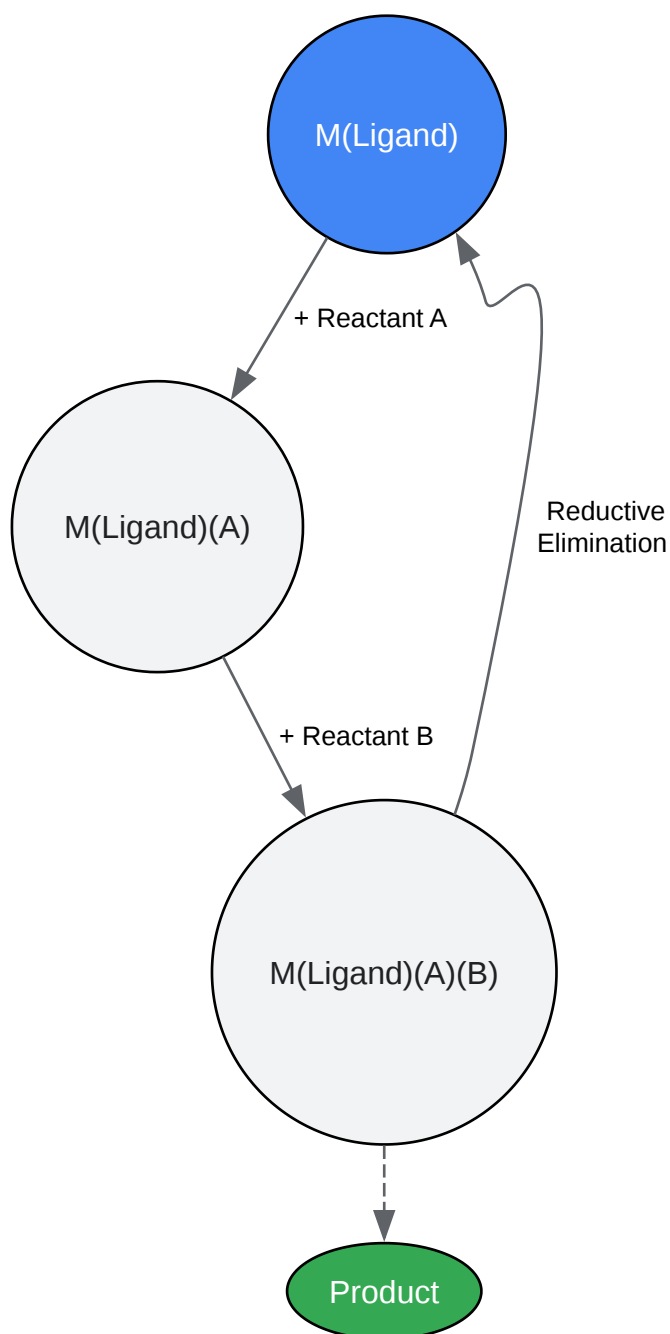 M(Ligand)
+ Reactant A
M(Ligand)(A)
Reductive
Elimination
+ Reactant B
M(Ligand)(A)(B)
Product